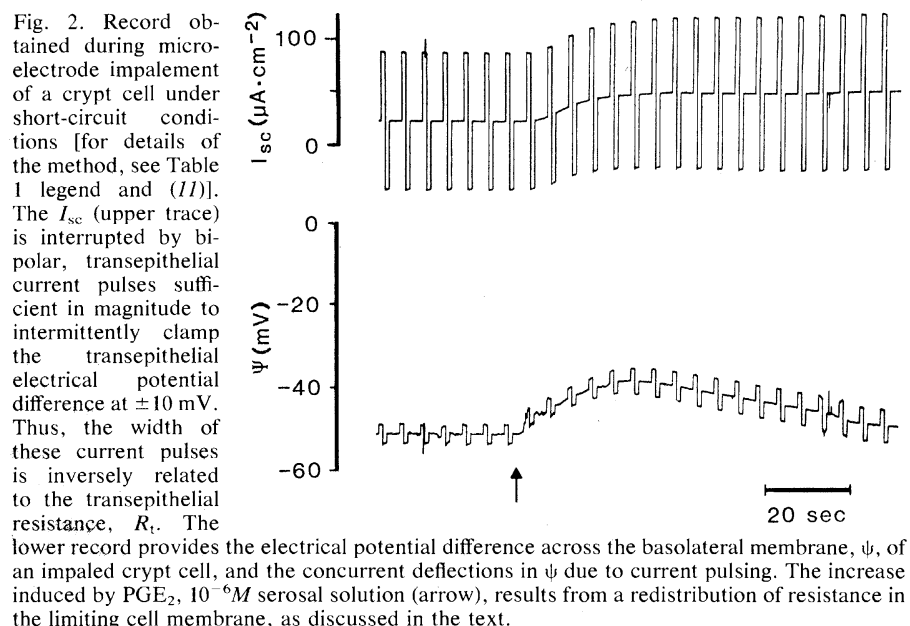 Fig. 2. Record ob-
tained during micro-
electrode impalement
of a crypt cell under
short-circuit condi-
tions [for details of
the method, see Table
1 legend and (11)].
The Isc (upper trace)
is interrupted by bi-
polar, transepithelial
current pulses suffi-
cient in magnitude to
intermittently clamp
the transepithelial
electrical potential
difference at ±10 mV.
Thus, the width of
these current pulses
is inversely related
to the transepithelial
resistance, Rt. The
lower record provides the electrical potential difference across the basolateral membrane, ψ, of
an impaled crypt cell, and the concurrent deflections in ψ due to current pulsing. The increase
induced by PGE2, 10−6M serosal solution (arrow), results from a redistribution of resistance in
the limiting cell membrane, as discussed in the text.
Isc (μA·cm−2)
100
0
Ψ (mV)
0
−20
−40
−60
20 sec